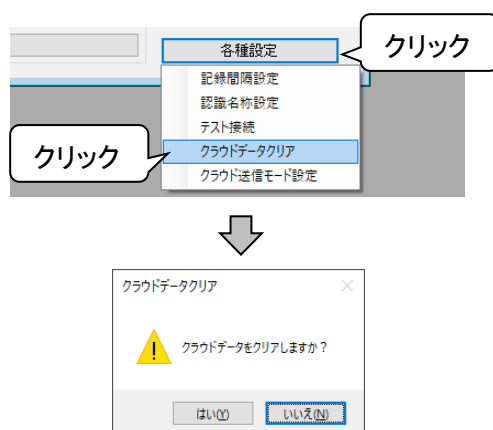 各種設定
クリック
記録間隔設定
認識名称設定
テスト接続
クリック
クラウドデータクリア
クラウド送信モード設定
クラウドデータクリア
クラウドデータをクリアしますか？
はい(Y)
いいえ(N)